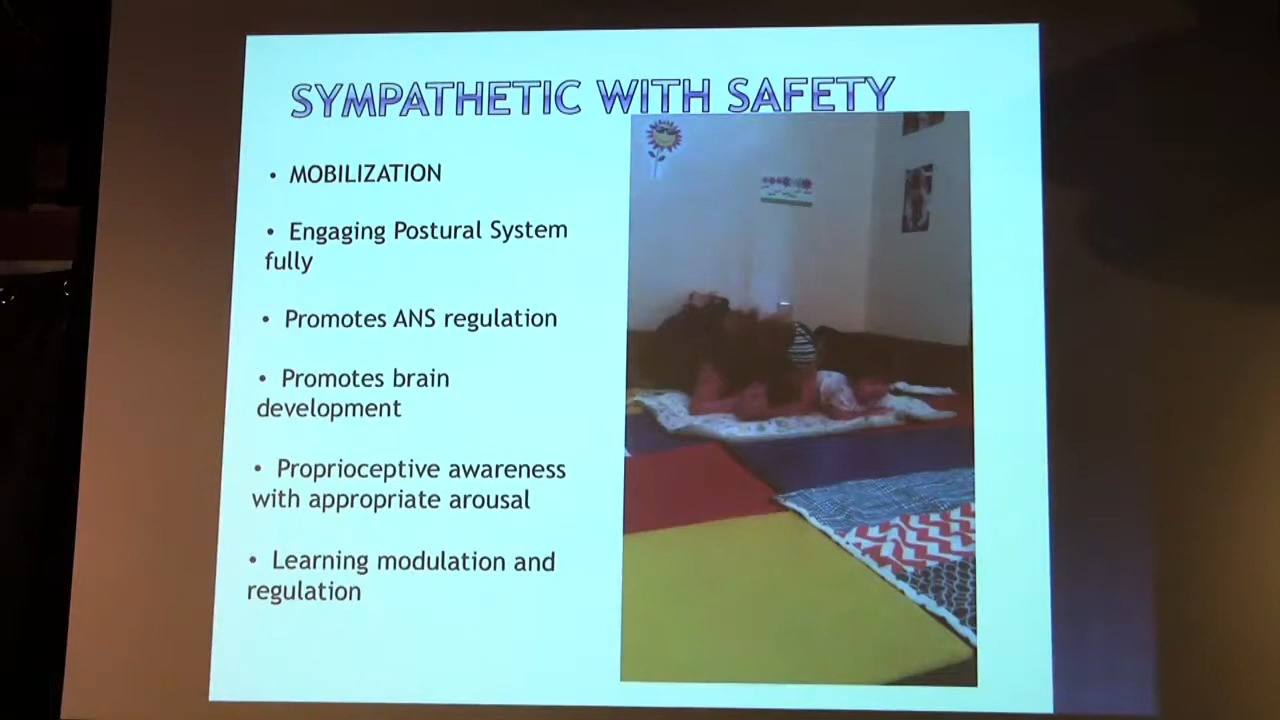 SYMPATHETIC WITH SAFETY
• MOBILIZATION
• Engaging Postural System
fully
• Promotes ANS regulation
• Promotes brain
development
• Proprioceptive awareness
with appropriate arousal
• Learning modulation and
regulation